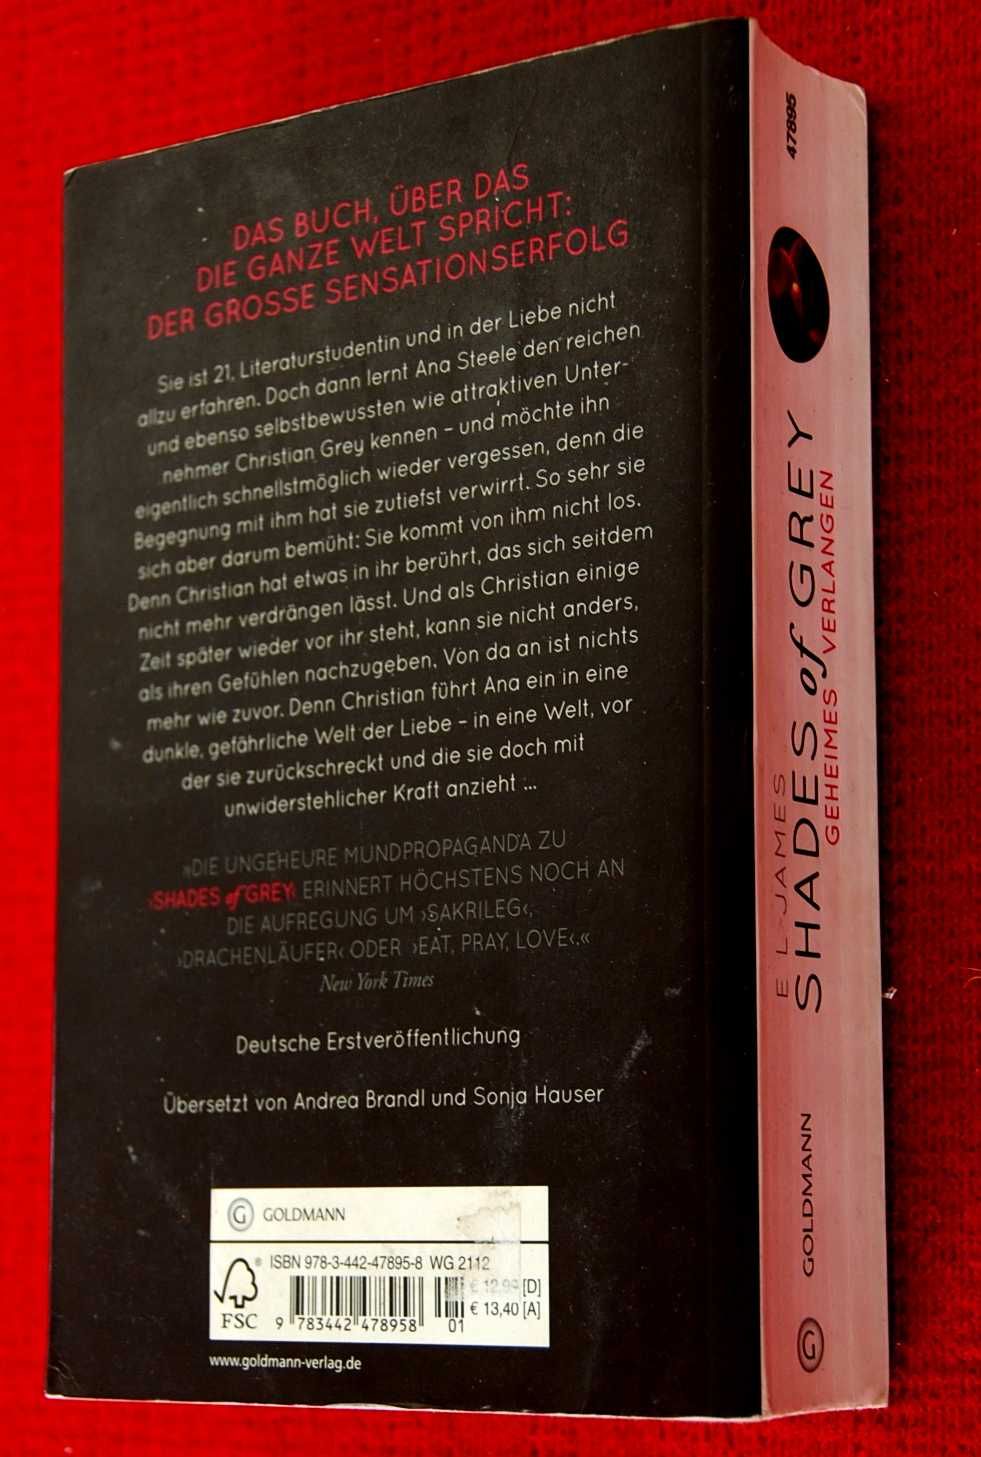 DAS BUCH, ÜBER DAS
DIE GANZE WELT SPRICHT:
DER GROSSE SENSATIONSERFOLG
Sie ist 21, Literaturstudentin und in der Liebe nicht
allzu erfahren. Doch dann lernt Ana Steele den reichen
und ebenso selbstbewussten wie attraktiven Unter-
nehmer Christian Grey kennen – und möchte ihn
eigentlich schnellstmöglich wieder vergessen, denn die
Begegnung mit ihm hat sie zutiefst verwirrt. So sehr sie
sich aber darum bemüht: Sie kommt von ihm nicht los.
Denn Christian hat etwas in ihr berührt, das sich seitdem
nicht mehr verdrängen lässt. Und als Christian einige
Zeit später wieder vor ihr steht, kann sie nicht anders,
als ihren Gefühlen nachzugeben. Von da an ist nichts
mehr wie zuvor. Denn Christian führt Ana ein in eine
dunkle, gefährliche Welt der Liebe – in eine Welt, vor
der sie zurückschreckt und die sie doch mit
unwiderstehlicher Kraft anzieht ...
»DIE UNGEHEURE MUNDPROPAGANDA ZU
›SHADES of GREY‹ ERINNERT HÖCHSTENS NOCH AN
DIE AUFREGUNG UM ›SAKRILEG‹,
›DRACHENLÄUFER‹ ODER ›EAT, PRAY, LOVE‹.«
New York Times
Deutsche Erstveröffentlichung
Übersetzt von Andrea Brandl und Sonja Hauser
G GOLDMANN
FSC
ISBN 978-3-442-47895-8 WG 2112
€ 12,99 [D]
€ 13,40 [A]
9 783442 478958 01
www.goldmann-verlag.de
47895
E L JAMES
SHADES of GREY
GEHEIMES VERLANGEN
G GOLDMANN